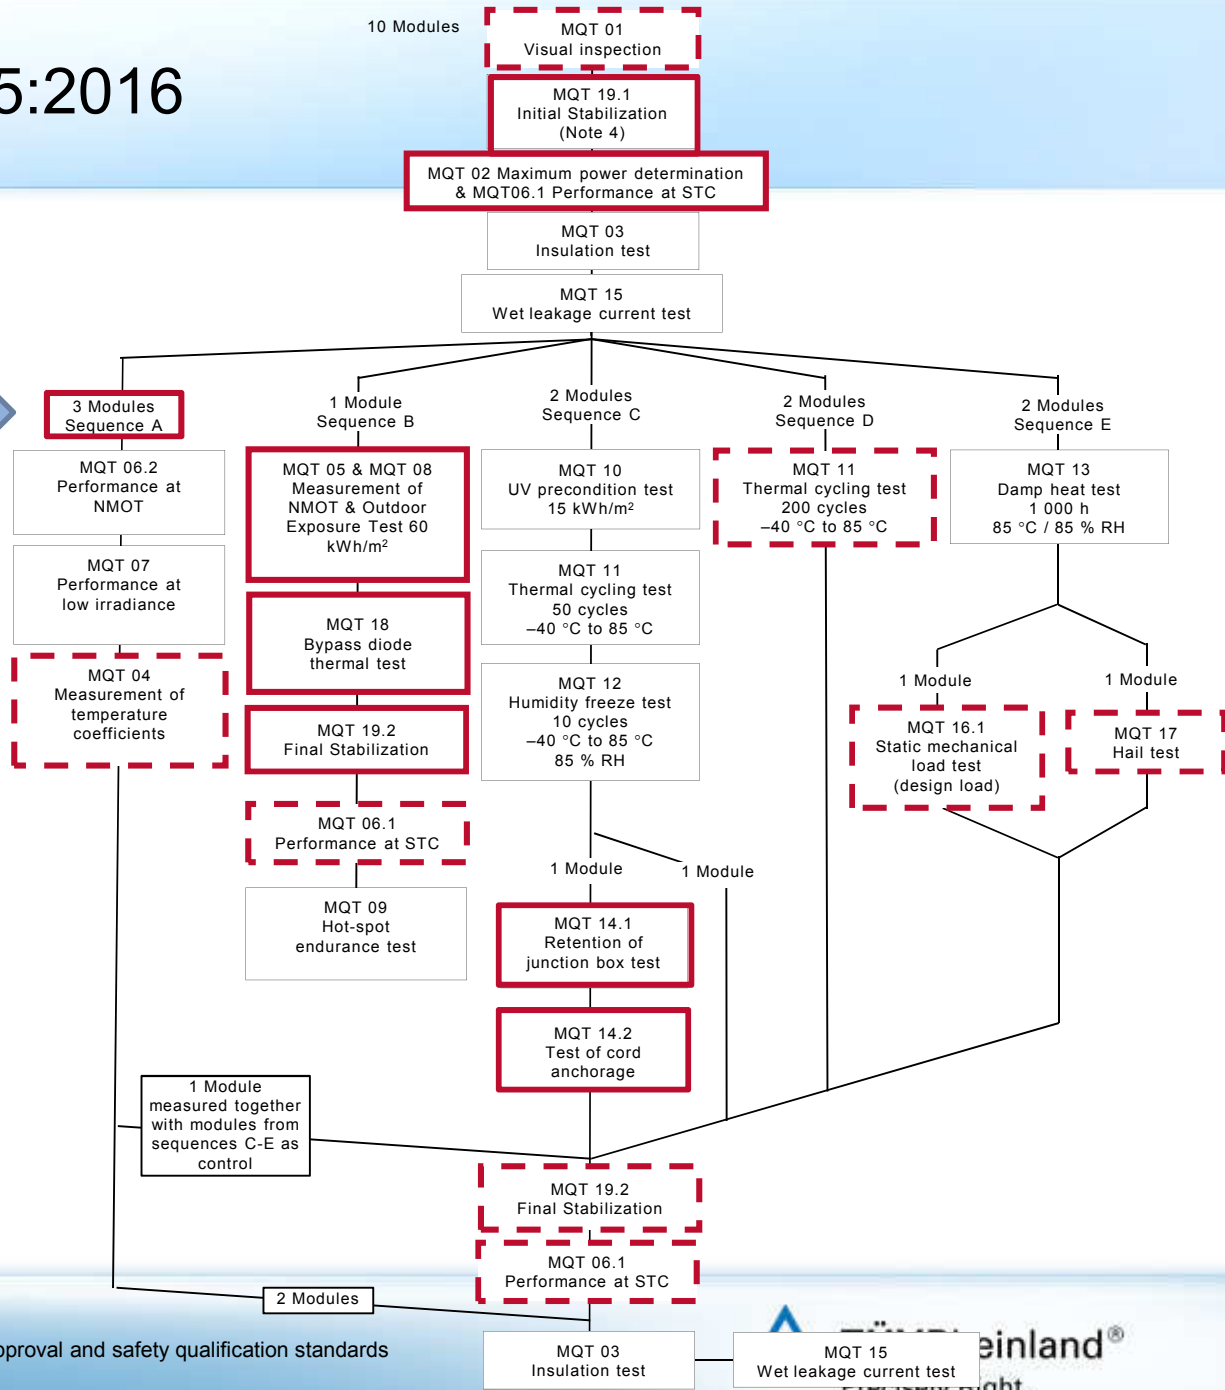 10 Modules
MQT 01
Visual inspection
5:2016
MQT 19.1
Initial Stabilization
(Note 4)
MQT 02 Maximum power determination
& MQT06.1 Performance at STC
MQT 03
Insulation test
MQT 15
Wet leakage current test
3 Modules
Sequence A
1 Module
Sequence B
2 Modules
Sequence C
2 Modules
Sequence D
2 Modules
Sequence E
MQT 06.2
Performance at
NMOT
MQT 07
Performance at
low irradiance
MQT 04
Measurement of
temperature
coefficients
MQT 05 & MQT 08
Measurement of
NMOT & Outdoor
Exposure Test 60
kWh/m²
MQT 18
Bypass diode
thermal test
MQT 19.2
Final Stabilization
MQT 06.1
Performance at STC
MQT 09
Hot-spot
endurance test
MQT 10
UV precondition test
15 kWh/m²
MQT 11
Thermal cycling test
50 cycles
–40 °C to 85 °C
MQT 12
Humidity freeze test
10 cycles
–40 °C to 85 °C
85 % RH
1 Module
1 Module
MQT 14.1
Retention of
junction box test
MQT 14.2
Test of cord
anchorage
MQT 11
Thermal cycling test
200 cycles
–40 °C to 85 °C
MQT 13
Damp heat test
1 000 h
85 °C / 85 % RH
1 Module
1 Module
MQT 16.1
Static mechanical
load test
(design load)
MQT 17
Hail test
1 Module
measured together
with modules from
sequences C-E as
control
MQT 19.2
Final Stabilization
MQT 06.1
Performance at STC
2 Modules
MQT 03
Insulation test
MQT 15
Wet leakage current test
pproval and safety qualification standards
einland®